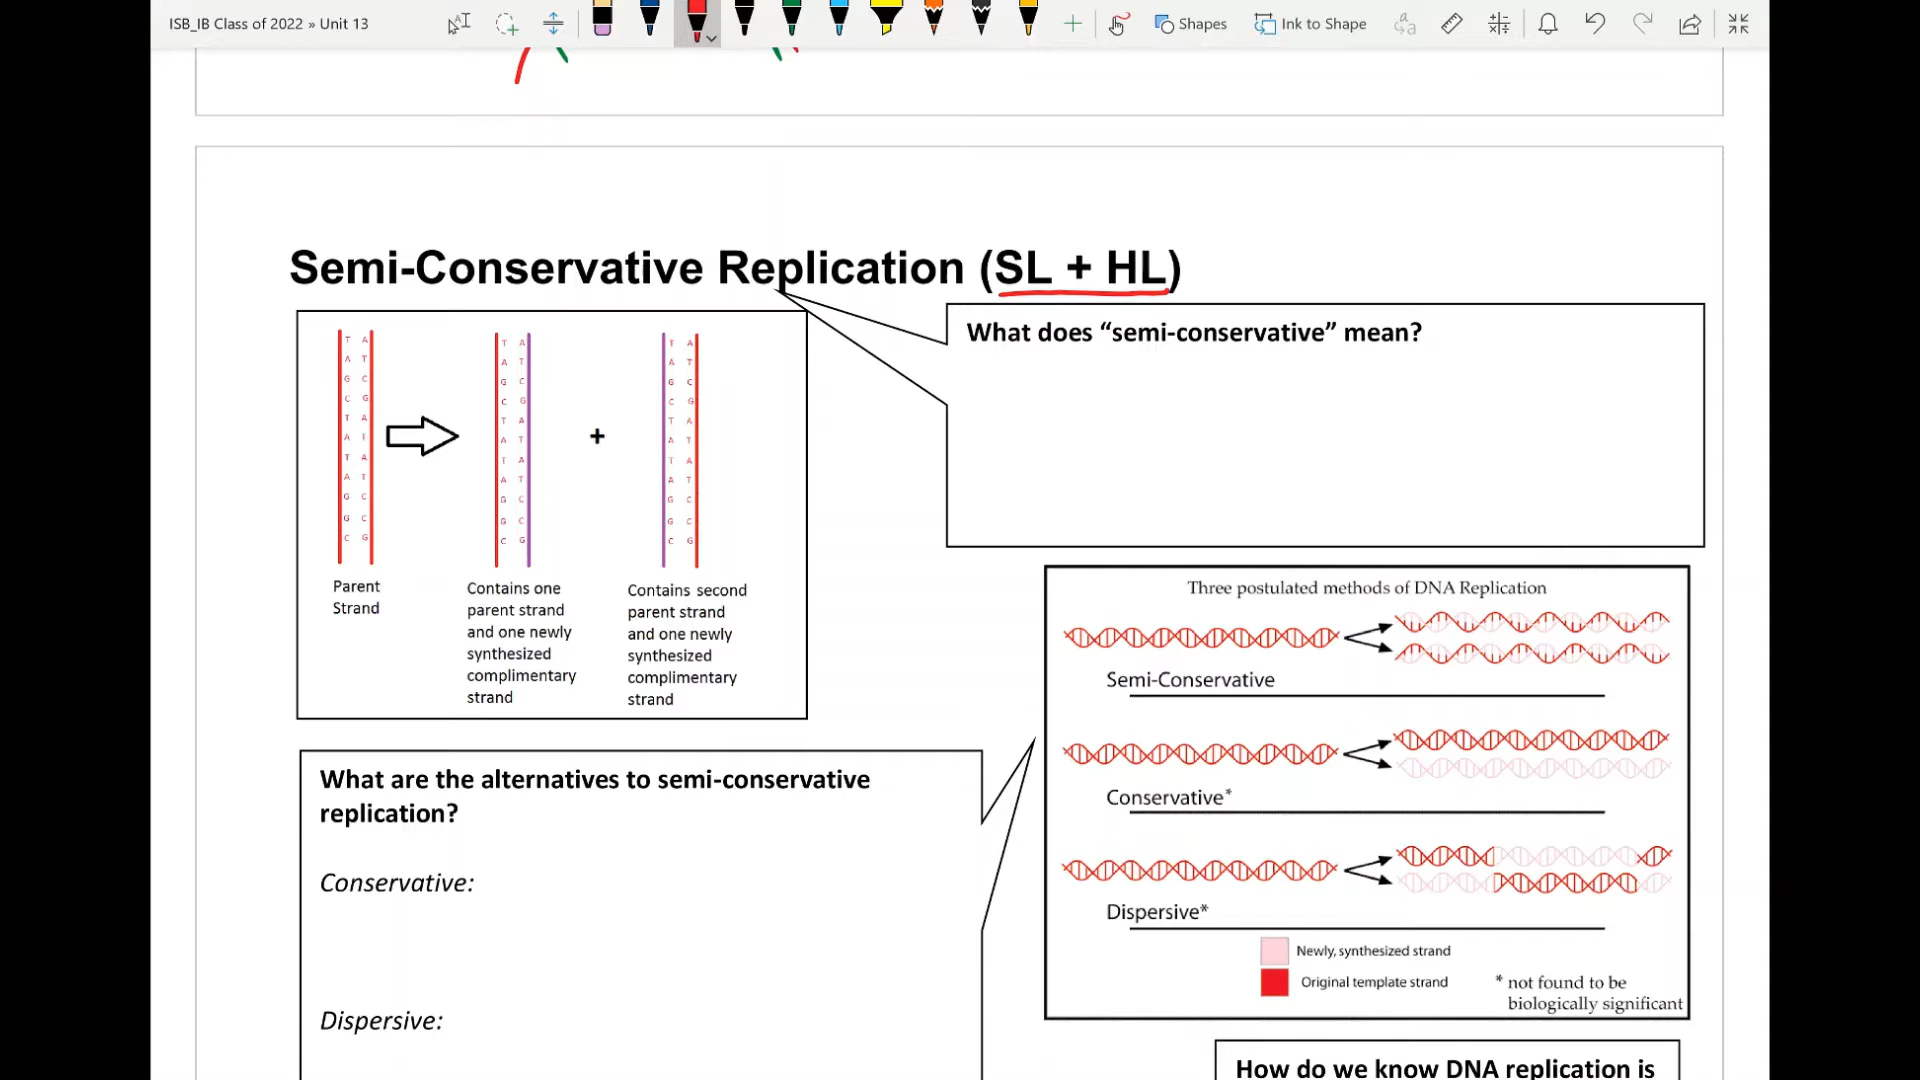 ISB_IB Class of 2022 » Unit 13
Shapes
Ink to Shape
Semi-Conservative Replication (SL + HL)
What does “semi-conservative” mean?
T A
A T
G C
C G
T A
A T
T A
A T
G C
G C
C G
T A
A T
G C
C G
T A
A T
T A
A T
G C
G C
C G
+
T A
A T
G C
C G
T A
A T
T A
A T
G C
G C
C G
Parent
Strand
Contains one
parent strand
and one newly
synthesized
complimentary
strand
Contains second
parent strand
and one newly
synthesized
complimentary
strand
Three postulated methods of DNA Replication
Semi-Conservative
Conservative*
Dispersive*
Newly, synthesized strand
Original template strand
* not found to be
biologically significant
What are the alternatives to semi-conservative
replication?
Conservative:
Dispersive:
How do we know DNA replication is